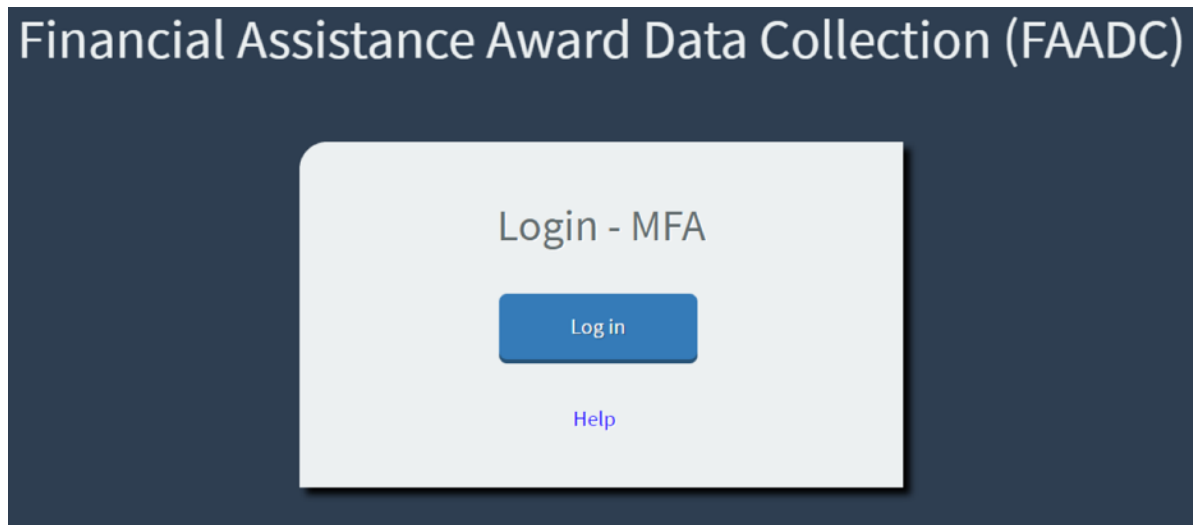 Financial Assistance Award Data Collection (FAADC)
Login - MFA
Log in
Help